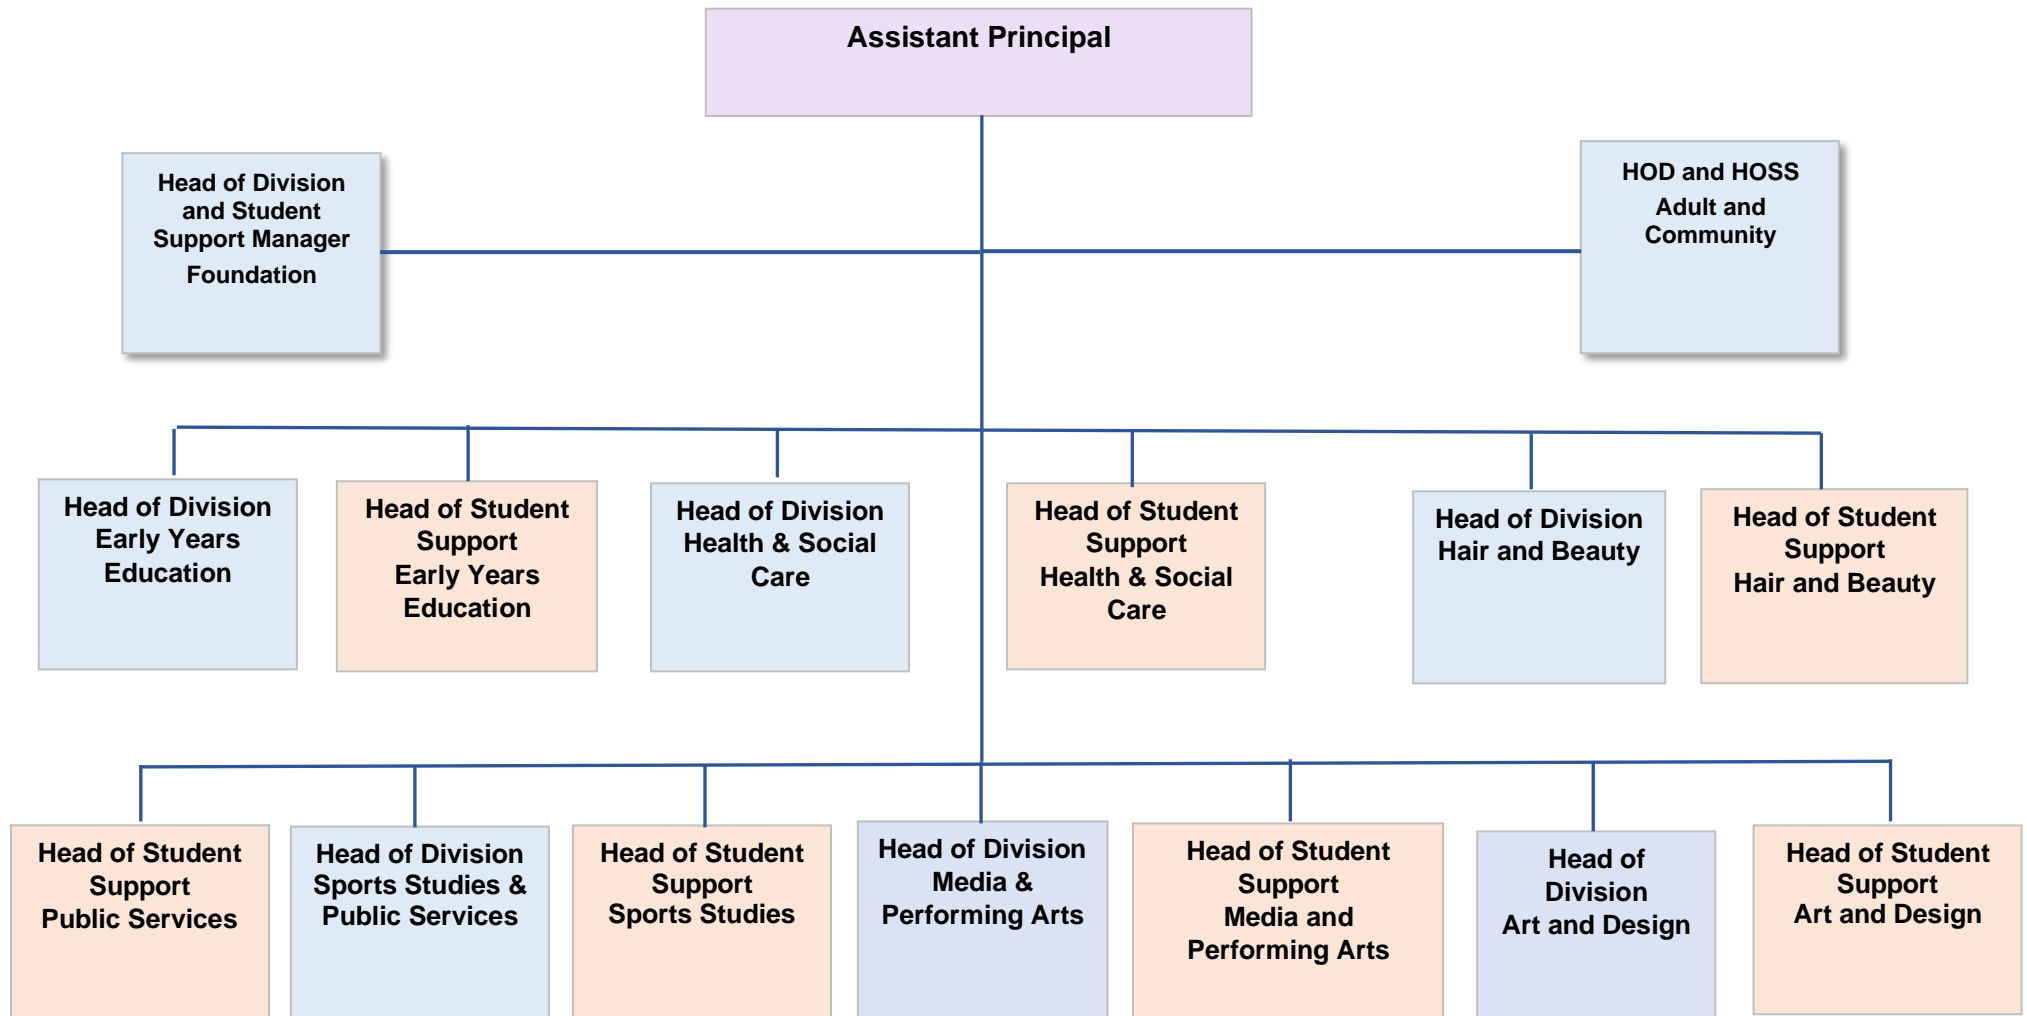 Assistant Principal
Head of Division
and Student
Support Manager
Foundation
HOD and HOSS
Adult and
Community
Head of Division
Early Years
Education
Head of Student
Support
Early Years
Education
Head of Division
Health & Social
Care
Head of Student
Support
Health & Social
Care
Head of Division
Hair and Beauty
Head of Student
Support
Hair and Beauty
Head of Student
Support
Public Services
Head of Division
Sports Studies &
Public Services
Head of Student
Support
Sports Studies
Head of Division
Media &
Performing Arts
Head of Student
Support
Media and
Performing Arts
Head of
Division
Art and Design
Head of Student
Support
Art and Design